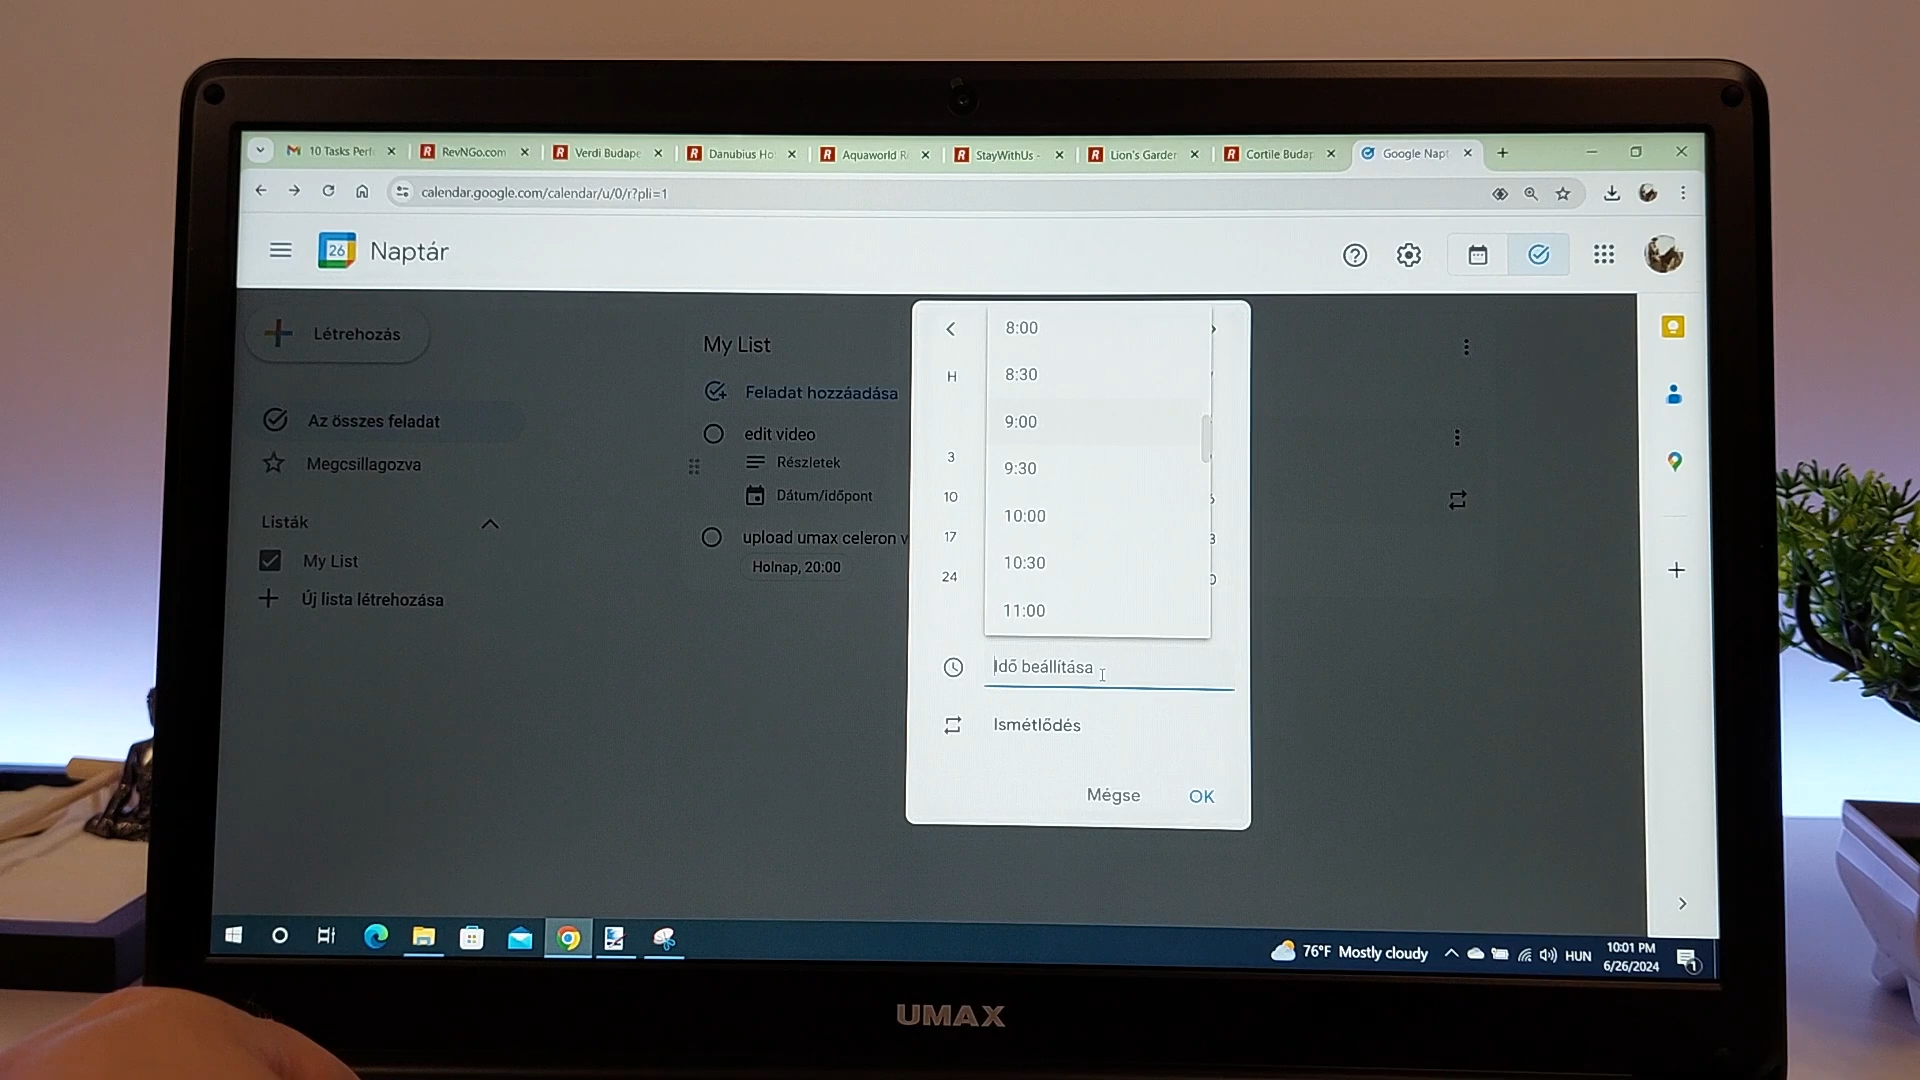 10 Tasks Perf
RevNGo.com
Verdi Budape
Danubius Ho
Aquaworld R
StayWithUs -
Lion's Garder
Cortile Budap
Google Napt
calendar.google.com/calendar/u/0/r?pli=1
26
Naptár
Létrehozás
Az összes feladat
Megcsillagozva
Listák
My List
Új lista létrehozása
My List
Feladat hozzáadása
edit video
Részletek
Dátum/időpont
upload umax celeron v
Holnap, 20:00
H
3
10
17
24
8:00
8:30
9:00
9:30
10:00
10:30
11:00
Idő beállítása
Ismétlődés
Mégse OK
76°F Mostly cloudy
HUN
10:01 PM
6/26/2024
1
UMAX